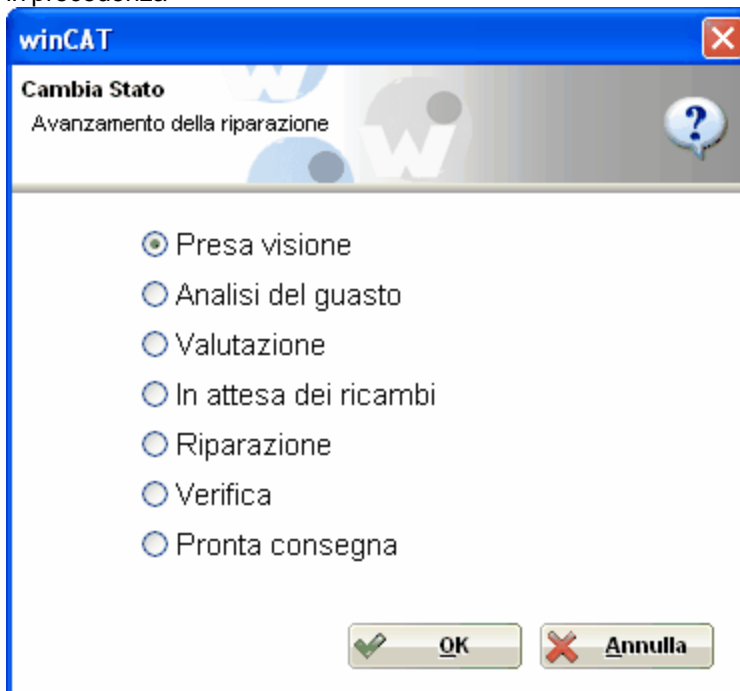 winCAT
Cambia Stato
Avanzamento della riparazione
Presa visione
Analisi del guasto
Valutazione
In attesa dei ricambi
Riparazione
Verifica
Pronta consegna
OK Annulla